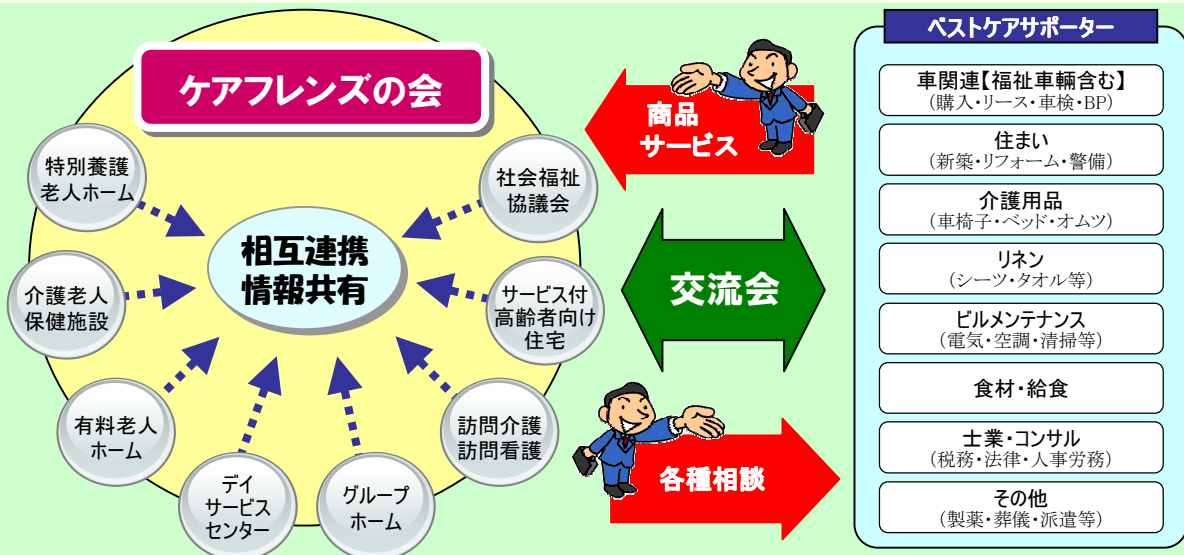 ケアフレンズの会
特別養護
老人ホーム
介護老人
保健施設
有料老人
ホーム
デイ
サービス
センター
グループ
ホーム
訪問介護
訪問看護
サービス付
高齢者向け
住宅
社会福祉
協議会
相互連携
情報共有
商品
サービス
交流会
各種相談
ベストケアサポーター
車関連【福祉車輌含む】
(購入・リース・車検・BP)
住まい
(新築・リフォーム・警備)
介護用品
(車椅子・ベッド・オムツ)
リネン
(シーツ・タオル等)
ビルメンテナンス
(電気・空調・清掃等)
食材・給食
士業・コンサル
(税務・法律・人事労務)
その他
(製薬・葬儀・派遣等)